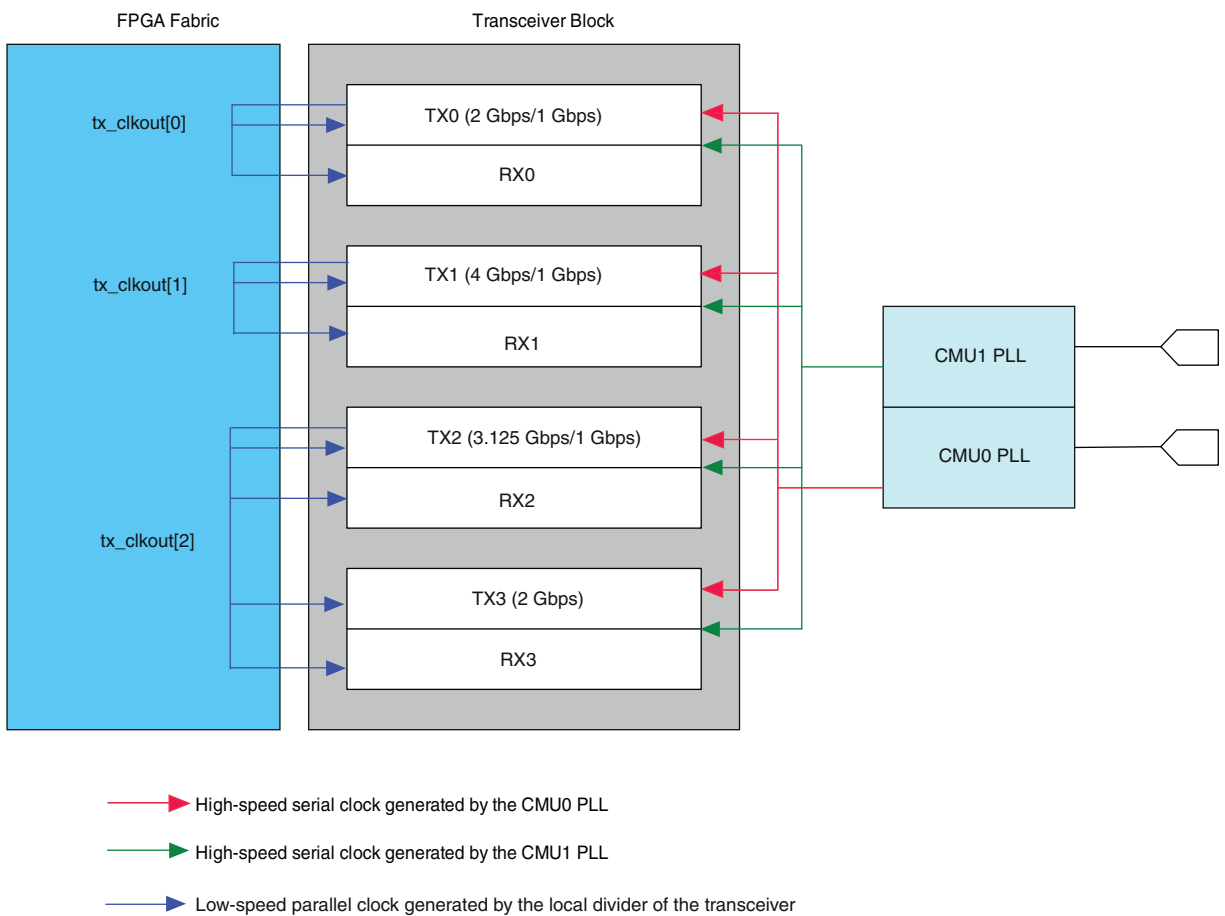 FPGA Fabric
Transceiver Block
tx_clkout[0]
TX0 (2 Gbps/1 Gbps)
RX0
tx_clkout[1]
TX1 (4 Gbps/1 Gbps)
RX1
CMU1 PLL
CMU0 PLL
TX2 (3.125 Gbps/1 Gbps)
RX2
tx_clkout[2]
TX3 (2 Gbps)
RX3
High-speed serial clock generated by the CMU0 PLL
High-speed serial clock generated by the CMU1 PLL
Low-speed parallel clock generated by the local divider of the transceiver